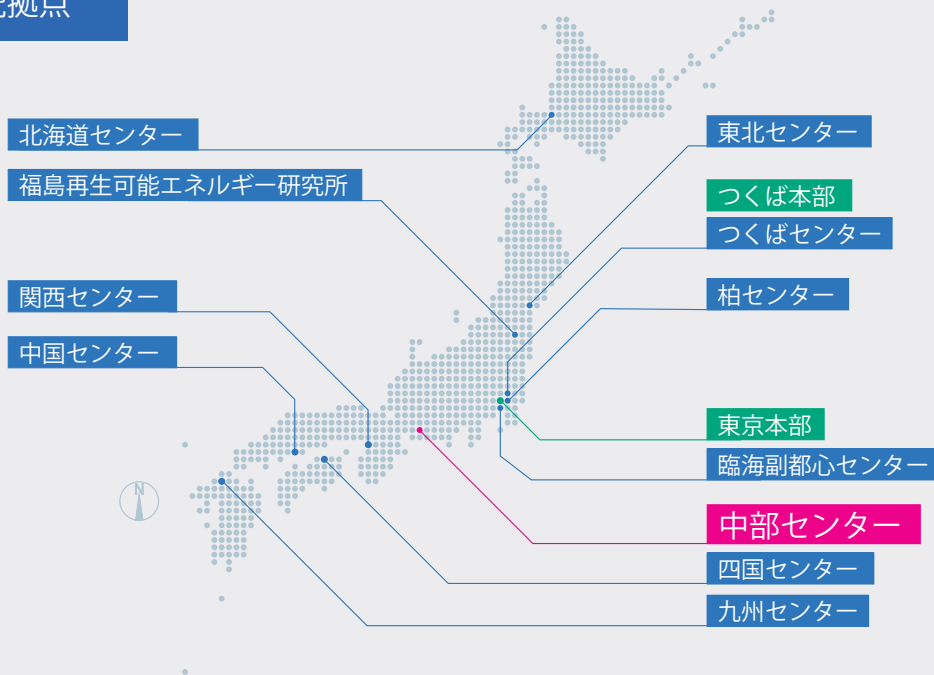 拠点
北海道センター
福島再生可能エネルギー研究所
関西センター
中国センター
N
東北センター
つくば本部
つくばセンター
柏センター
東京本部
臨海副都心センター
中部センター
四国センター
九州センター